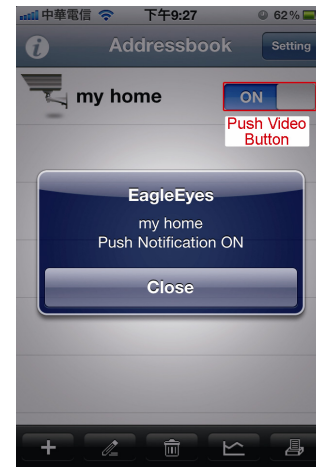 中華電信 下午9:27 62%
Addressbook Setting
my home ON
Push Video
Button
EagleEyes
my home
Push Notification ON
Close